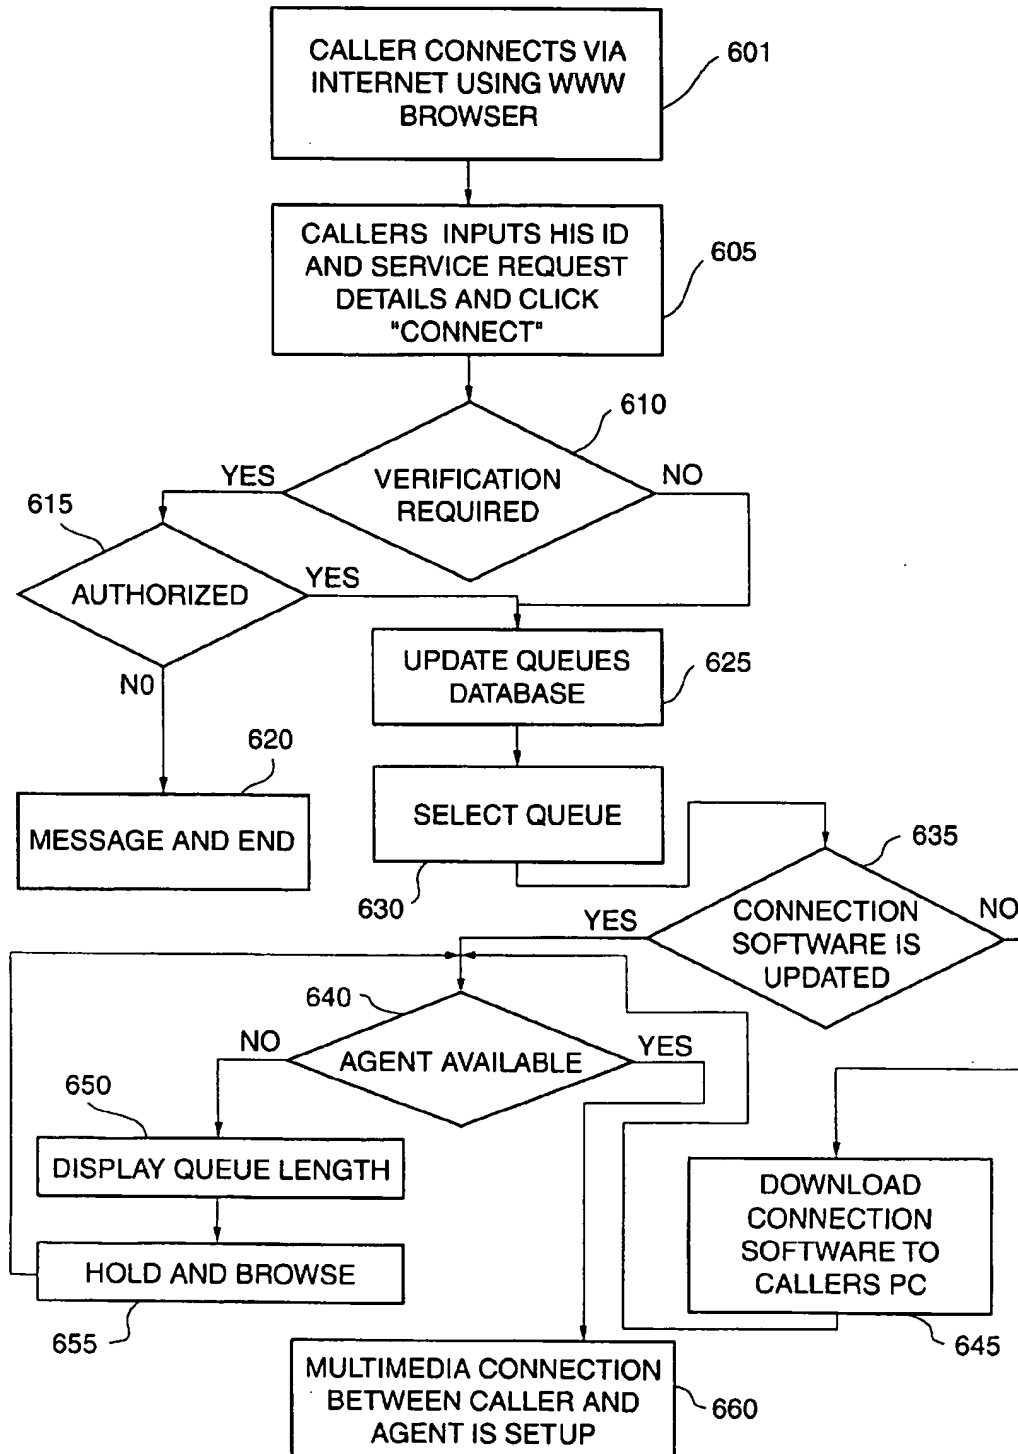 CALLER CONNECTS VIA
INTERNET USING WWW
BROWSER
601
CALLERS INPUTS HIS ID
AND SERVICE REQUEST
DETAILS AND CLICK
"CONNECT"
605
610
VERIFICATION
REQUIRED
YES
NO
615
AUTHORIZED
YES
NO
UPDATE QUEUES
DATABASE
625
620
MESSAGE AND END
SELECT QUEUE
630
635
CONNECTION
SOFTWARE IS
UPDATED
YES
NO
640
AGENT AVAILABLE
NO
YES
650
DISPLAY QUEUE LENGTH
HOLD AND BROWSE
655
DOWNLOAD
CONNECTION
SOFTWARE TO
CALLERS PC
645
MULTIMEDIA CONNECTION
BETWEEN CALLER AND
AGENT IS SETUP
660